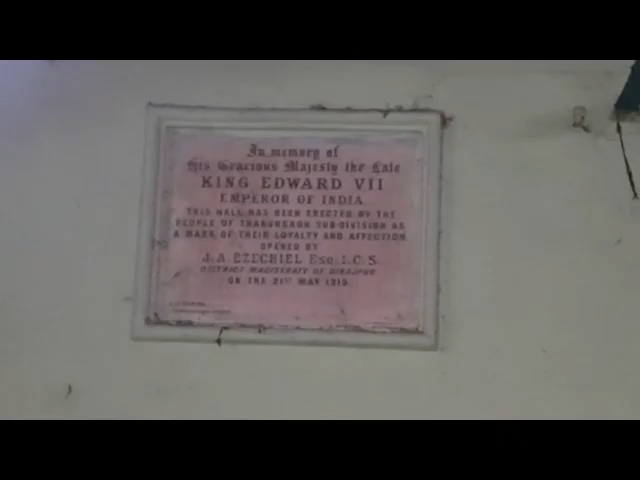 In memory of
His Gracious Majesty the Late
KING EDWARD VII
EMPEROR OF INDIA
THIS HALL HAS BEEN ERECTED BY THE
PEOPLE OF SUB-DIVISION AS
A MARK OF THEIR LOYALTY AND AFFECTION
OPENED BY
J. A. EZECHIEL Esq. I. C. S.
DISTRICT MAGISTRATE OF DINAJPUR
ON THE 21ST MAY